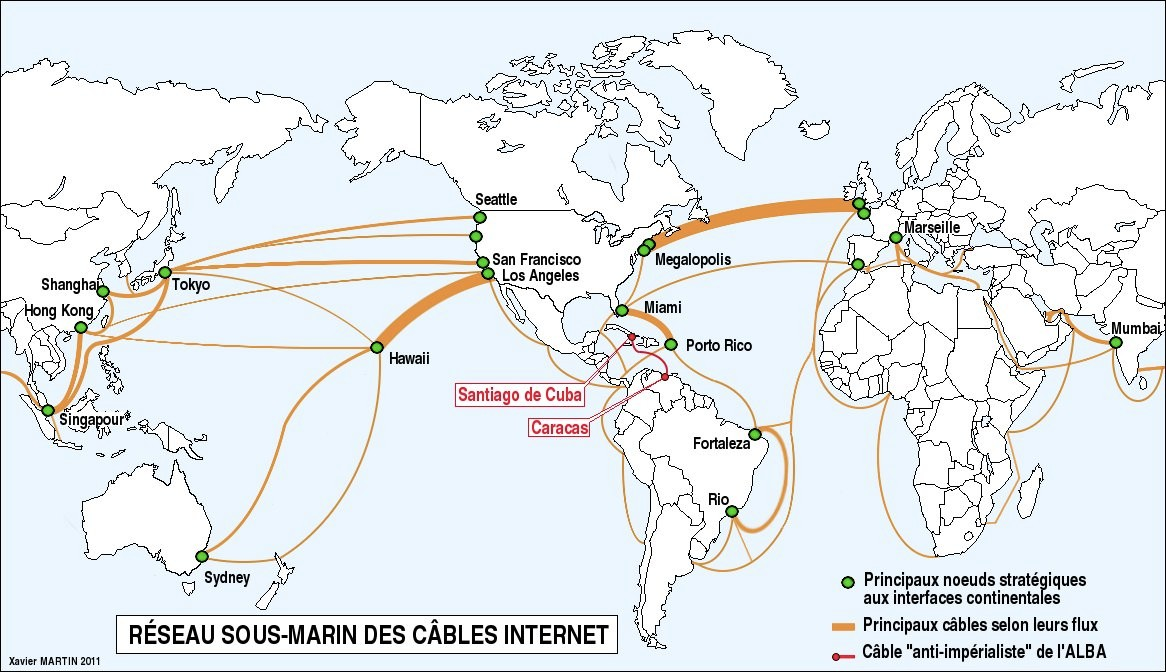 Seattle
San Francisco
Los Angeles
Megalopolis
Marseille
Tokyo
Shanghai
Hong Kong
Miami
Porto Rico
Mumbai
Hawaii
Santiago de Cuba
Caracas
Singapour
Fortaleza
Rio
Sydney
Principaux noeuds stratégiques
aux interfaces continentales
Principaux câbles selon leurs flux
Câble "anti-impérialiste" de l'ALBA
RÉSEAU SOUS-MARIN DES CÂBLES INTERNET
Xavier MARTIN 2011